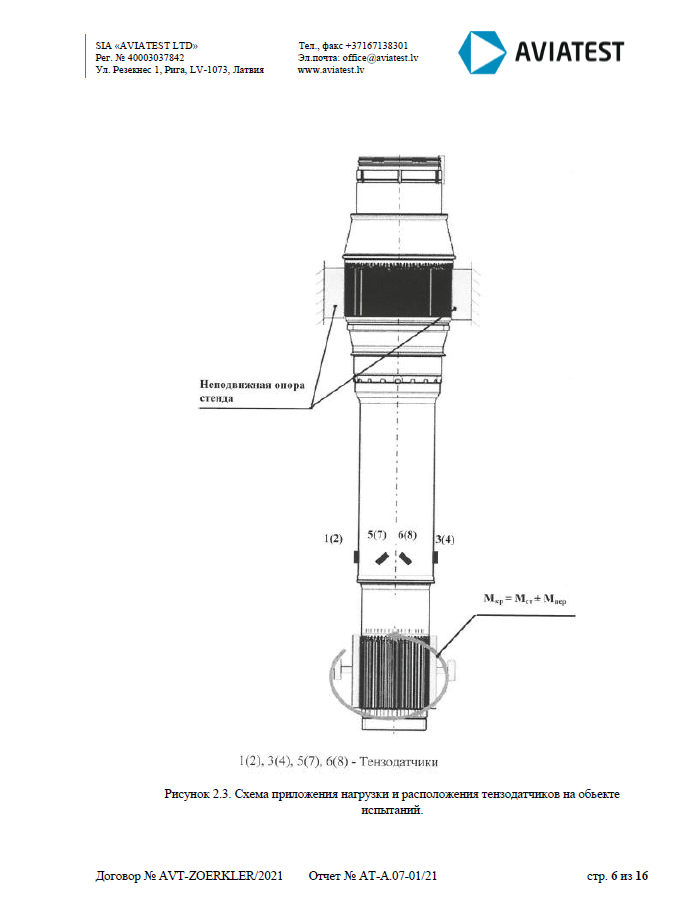 SIA «AVIATEST LTD»
Рег. № 40003037842
Ул. Резекнес 1, Рига, LV-1073, Латвия
Тел., факс +37167138301
Эл.почта: office@aviatest.lv
www.aviatest.lv
AVIATEST
Неподвижная опора
стенда
1(2)
5(7)
6(8)
3(4)
Мкр = Мст ± Мпер
1(2), 3(4), 5(7), 6(8) - Тензодатчики
Рисунок 2.3. Схема приложения нагрузки и расположения тензодатчиков на объекте
испытаний.
Договор № AVT-ZOERKLER/2021 Отчет № AT-A.07-01/21 стр. 6 из 16